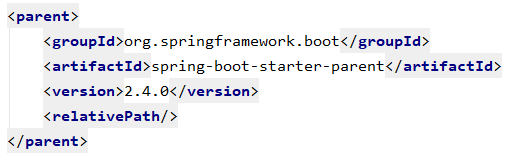 <parent>
<groupId>org.springframework.boot</groupId>
<artifactId>spring-boot-starter-parent</artifactId>
<version>2.4.0</version>
<relativePath/>
</parent>